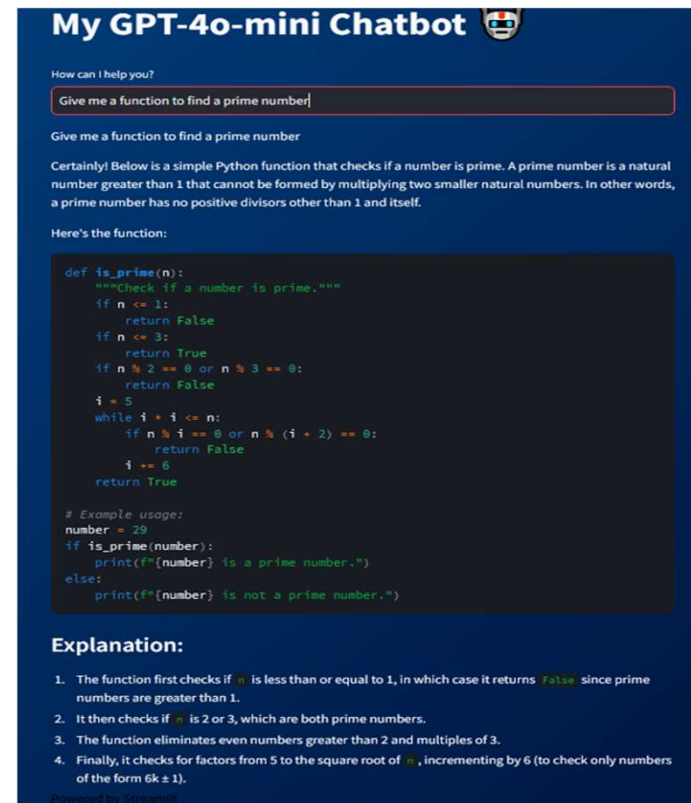 My GPT-4o-mini Chatbot
How can I help you?
Give me a function to find a prime number
Give me a function to find a prime number
Certainly! Below is a simple Python function that checks if a number is prime. A prime number is a natural
number greater than 1 that cannot be formed by multiplying two smaller natural numbers. In other words,
a prime number has no positive divisors other than 1 and itself.
Here's the function:
def is_prime(n):
    """Check if a number is prime."""
    if n <= 1:
        return False
    if n <= 3:
        return True
    if n % 2 == 0 or n % 3 == 0:
        return False
    i = 5
    while i * i <= n:
        if n % i == 0 or n % (i + 2) == 0:
            return False
        i += 6
    return True
# Example usage:
number = 29
if is_prime(number):
    print(f"{number} is a prime number.")
else:
    print(f"{number} is not a prime number.")
Explanation:
1. The function first checks if n is less than or equal to 1, in which case it returns False since prime
numbers are greater than 1.
2. It then checks if n is 2 or 3, which are both prime numbers.
3. The function eliminates even numbers greater than 2 and multiples of 3.
4. Finally, it checks for factors from 5 to the square root of n, incrementing by 6 (to check only numbers
of the form 6k ± 1).
Powered by Streamlit